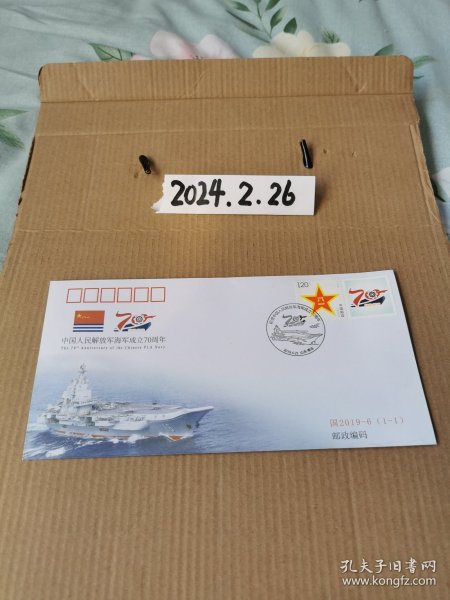 2024.2.26
120
70
中国人民解放军海军成立70周年
The 70th Anniversary of the Chinese PLA Navy
国2019-6 (1-1)
邮政编码
孔夫子旧书网
www.kongfz.com